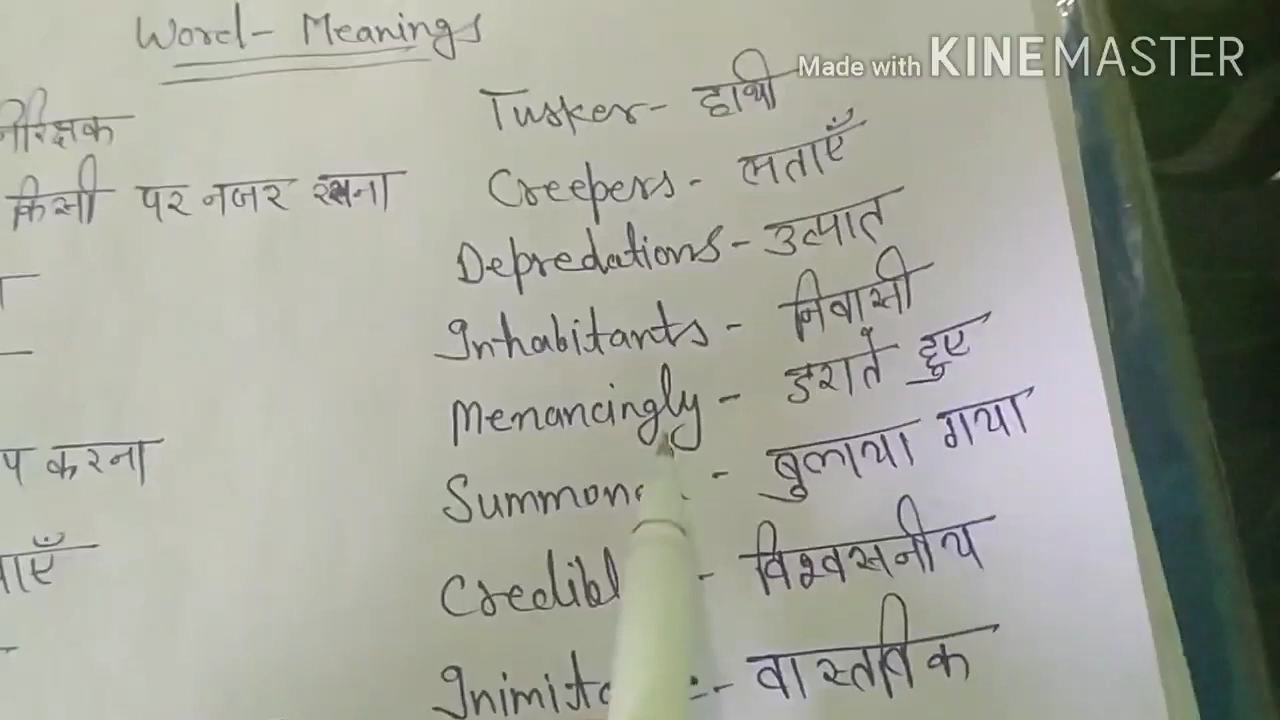 Word-Meanings
Made with KINEMASTER
निरिक्षक
किसी पर नजर रखना
करना
Tusker- हाथी
Creepers- लताएँ
Depredations- उत्पात
Inhabitants- निवासी
Menancingly- डराते हुए
- बुलाया गया
- विश्वसनीय
- वास्तविक